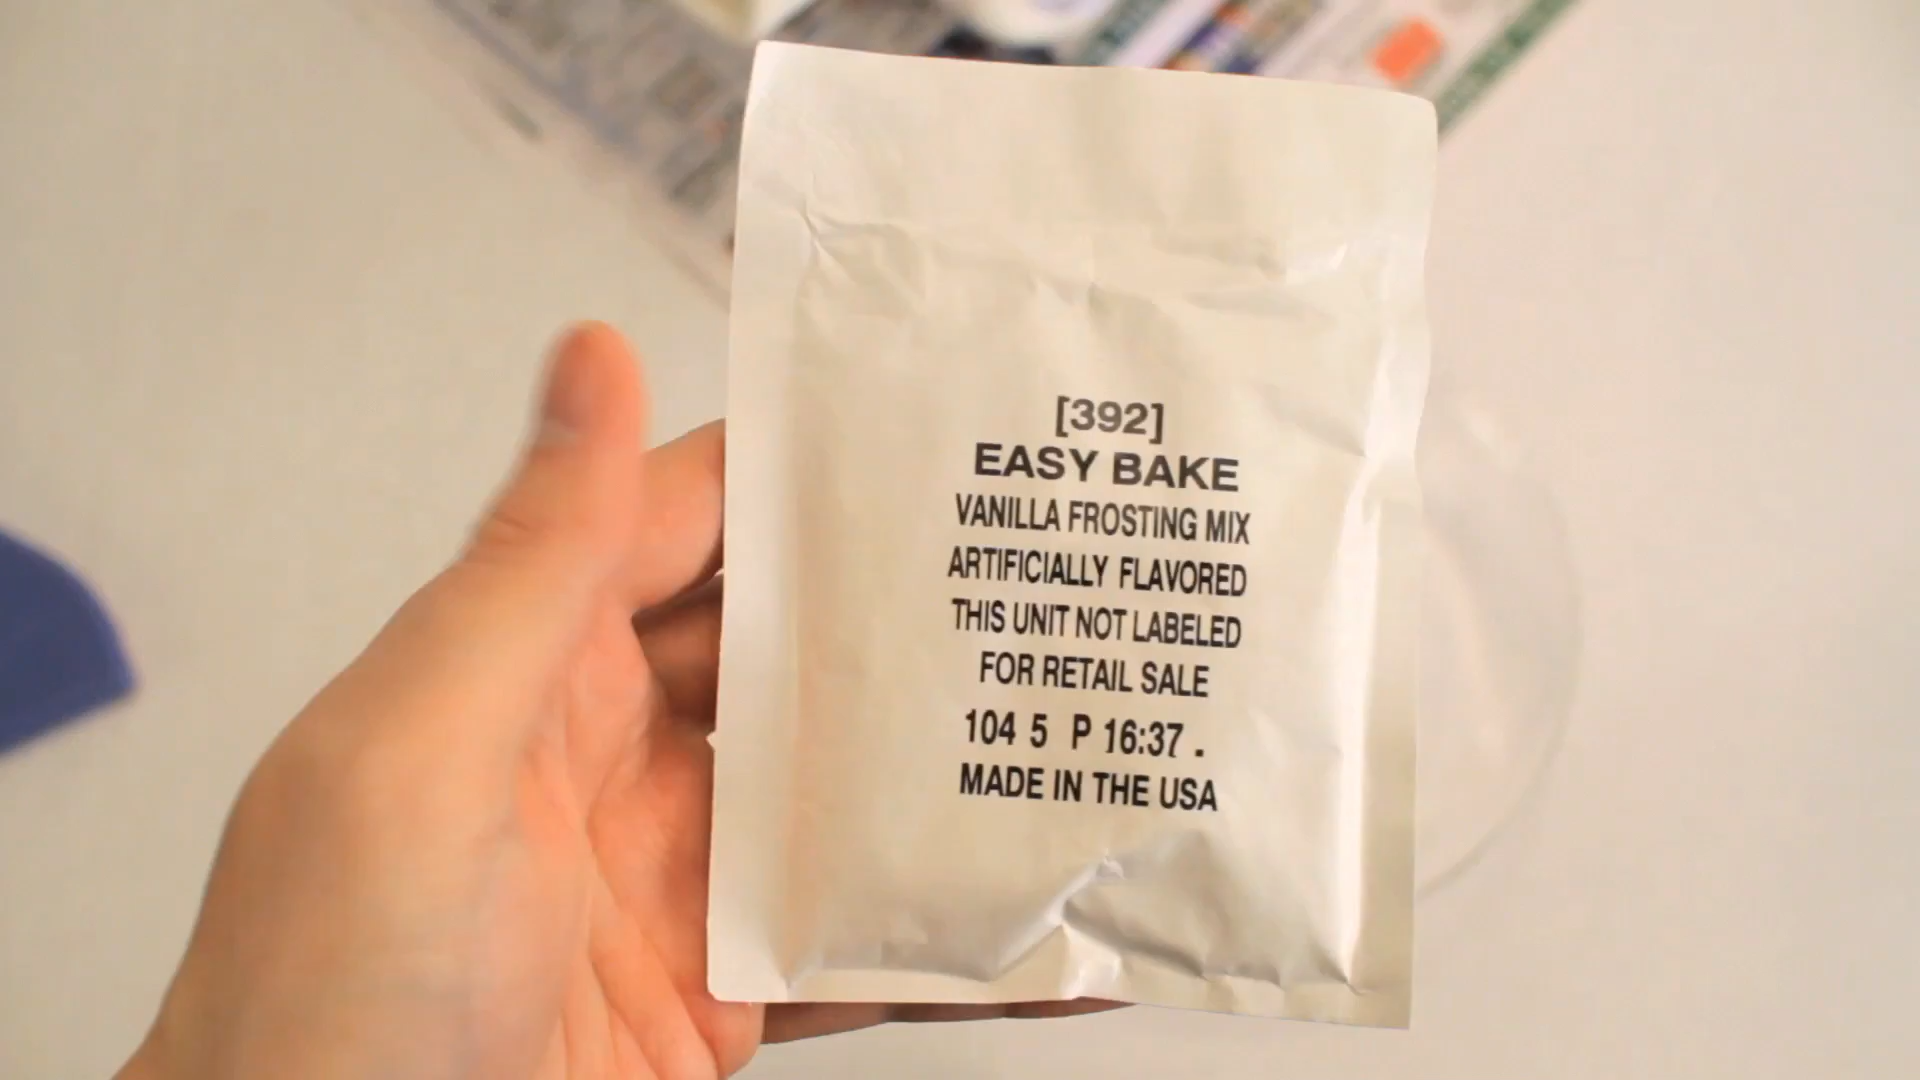 [392]
EASY BAKE
VANILLA FROSTING MIX
ARTIFICIALLY FLAVORED
THIS UNIT NOT LABELED
FOR RETAIL SALE
104 5 P 16:37 .
MADE IN THE USA